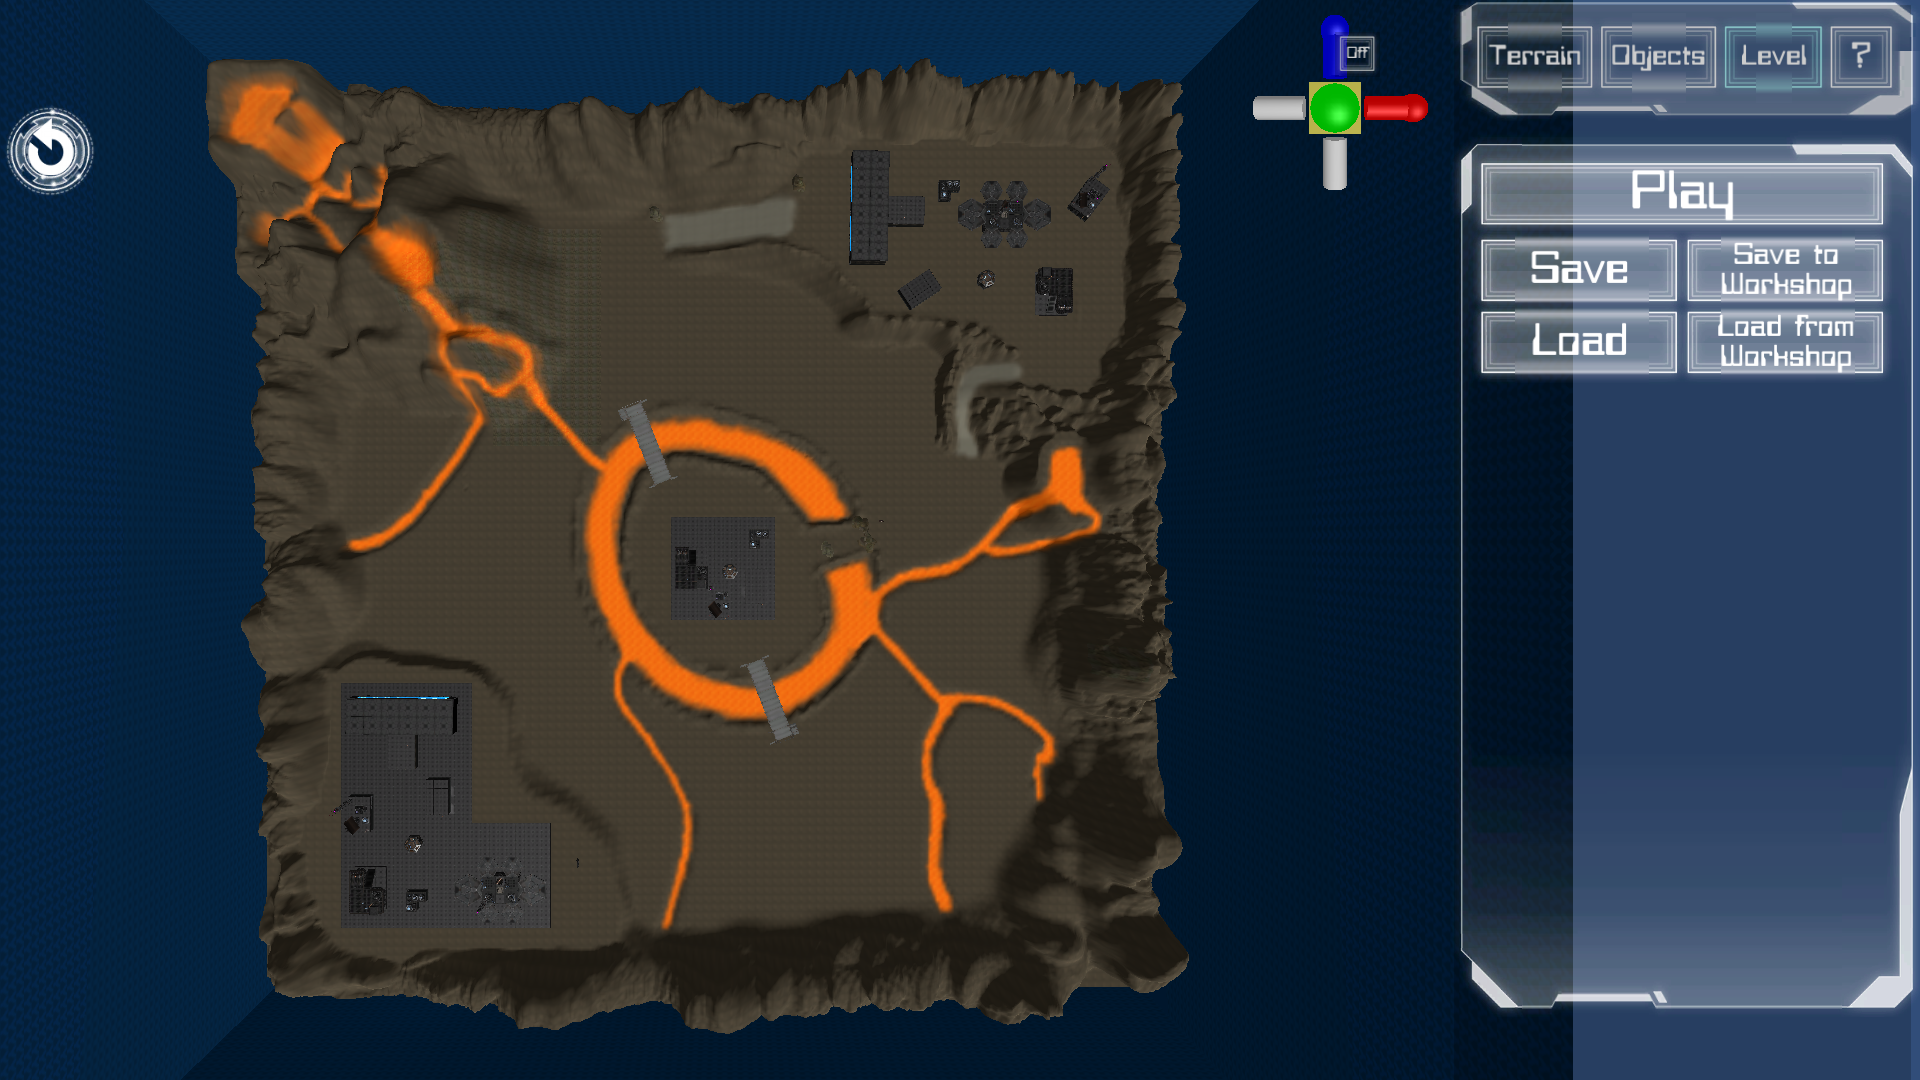 Off
Terrain
Objects
Level
?
Play
Save
Save to
Workshop
Load
Load from
Workshop